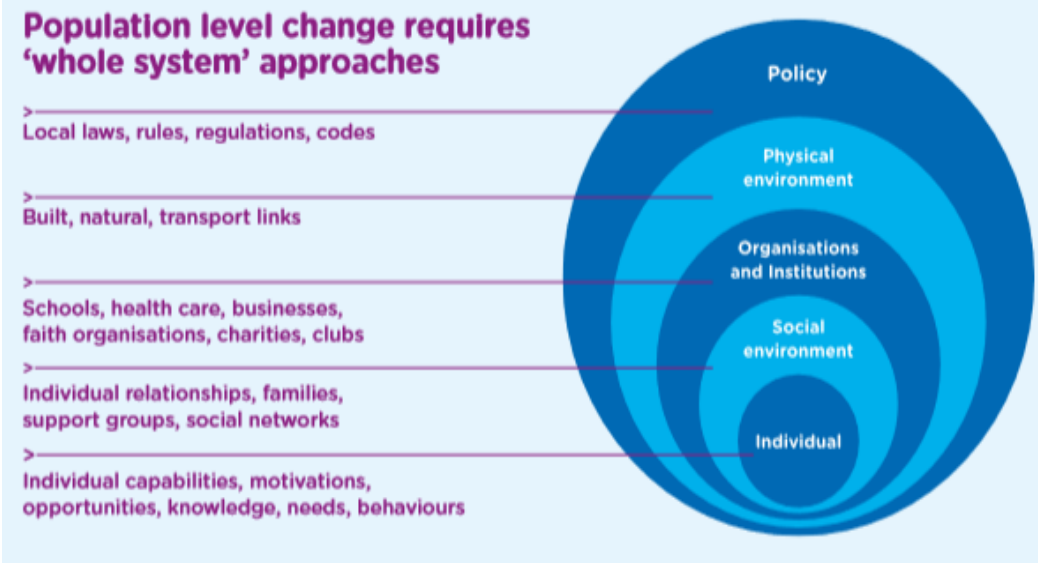 Population level change requires
‘whole system’ approaches
>
Local laws, rules, regulations, codes
>
Built, natural, transport links
>
Schools, health care, businesses,
faith organisations, charities, clubs
>
Individual relationships, families,
support groups, social networks
>
Individual capabilities, motivations,
opportunities, knowledge, needs, behaviours
Policy
Physical
environment
Organisations
and Institutions
Social
environment
Individual